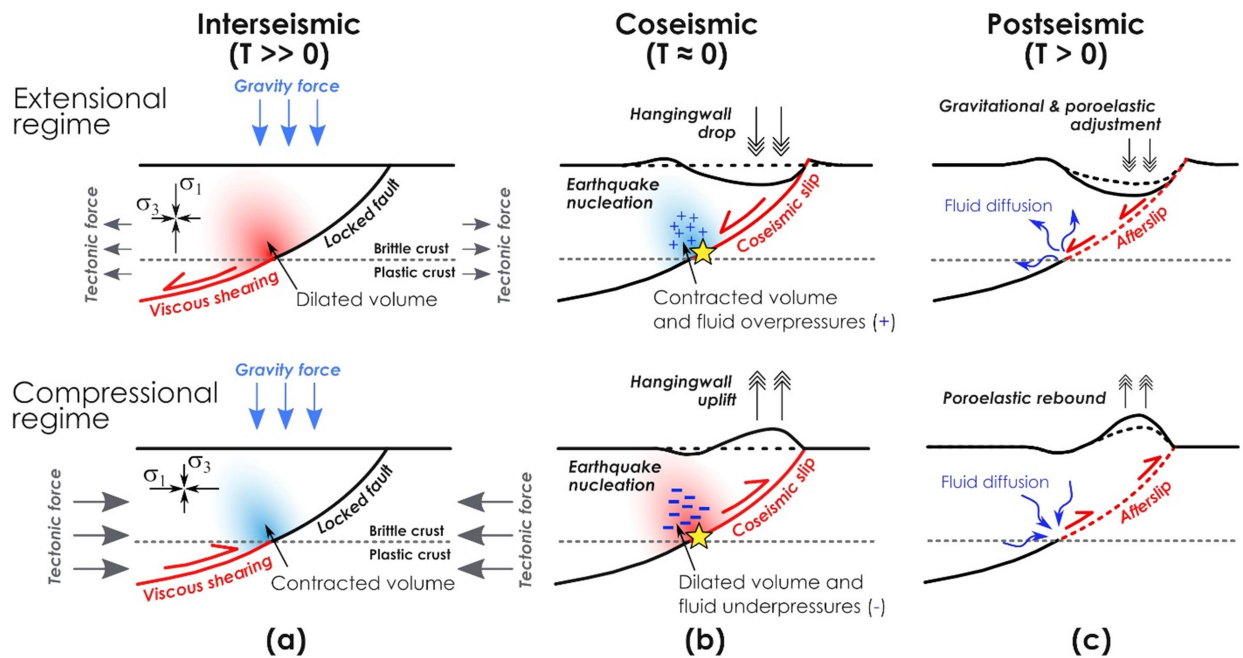 Interseismic
(T >> 0)
Coseismic
(T ≈ 0)
Postseismic
(T > 0)
Extensional
regime
Gravity force
σ1
σ3
Tectonic force
Locked fault
Brittle crust
Plastic crust
Viscous shearing
Dilated volume
Tectonic force
Hangingwall
drop
Earthquake
nucleation
+ + + + + + + +
Coseismic slip
Contracted volume
and fluid overpressures (+)
Gravitational & poroelastic
adjustment
Fluid diffusion
Afterslip
Compressional
regime
Gravity force
σ3
σ1
Tectonic force
Locked fault
Brittle crust
Plastic crust
Viscous shearing
Contracted volume
Tectonic force
Hangingwall
uplift
Earthquake
nucleation
Coseismic slip
Dilated volume and
fluid underpressures (-)
Poroelastic rebound
Fluid diffusion
Afterslip
(a)
(b)
(c)